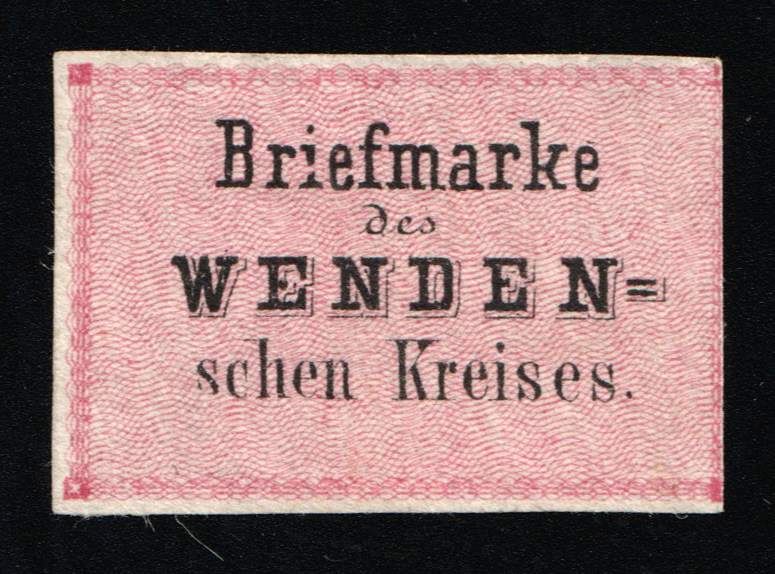 Briefmarke
des
WENDEN=
schen Kreises.